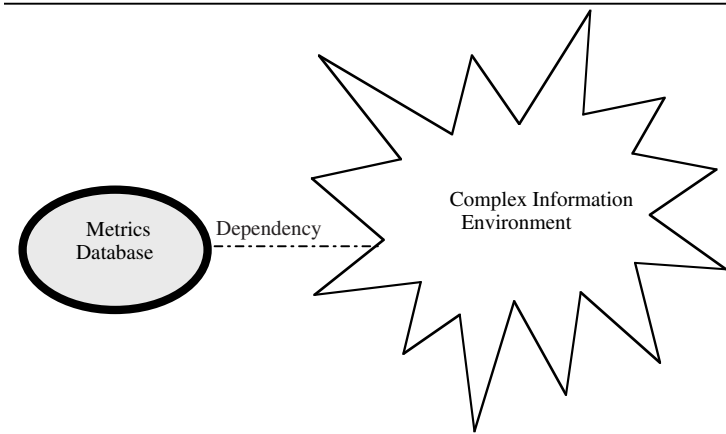 Metrics
Database
Dependency
Complex Information
Environment